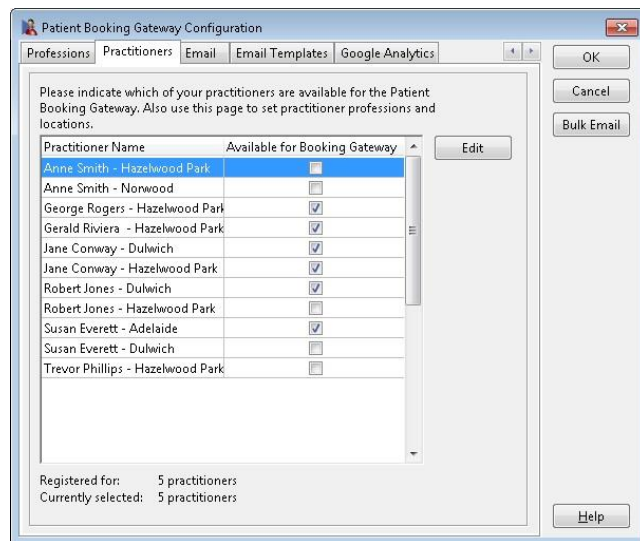 Patient Booking Gateway Configuration
Professions Practitioners Email Email Templates Google Analytics
OK
Cancel
Bulk Email
Please indicate which of your practitioners are available for the Patient
Booking Gateway. Also use this page to set practitioner professions and
locations.
Practitioner Name Available for Booking Gateway
Edit
Anne Smith - Hazelwood Park
Anne Smith - Norwood
George Rogers - Hazelwood Park
Gerald Riviera - Hazelwood Park
Jane Conway - Dulwich
Jane Conway - Hazelwood Park
Robert Jones - Dulwich
Robert Jones - Hazelwood Park
Susan Everett - Adelaide
Susan Everett - Dulwich
Trevor Phillips - Hazelwood Park
Registered for: 5 practitioners
Currently selected: 5 practitioners
Help